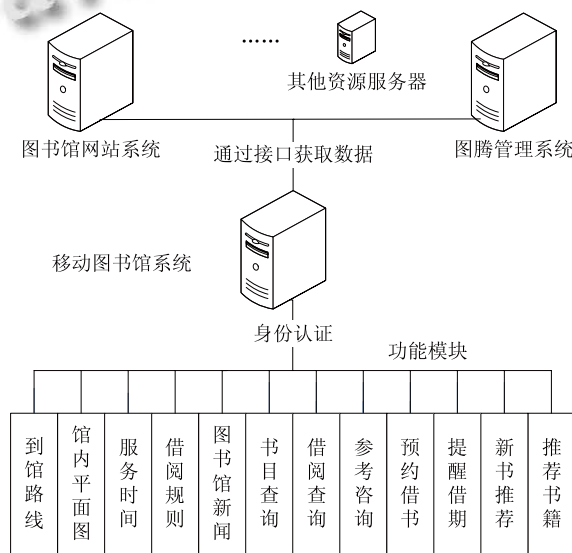 ……
其他资源服务器
图书馆网站系统
通过接口获取数据
图腾管理系统
移动图书馆系统
身份认证
功能模块
到馆路线
馆内平面图
服务时间
借阅规则
图书馆新闻
书目查询
借阅查询
参考咨询
预约借书
提醒借期
新书推荐
推荐书籍